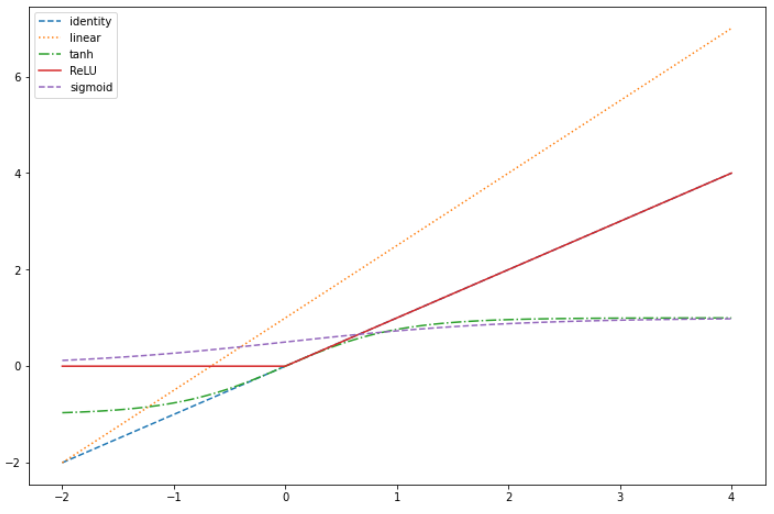 identity
linear
tanh
ReLU
sigmoid
6
4
2
0
−2
−2 −1 0 1 2 3 4